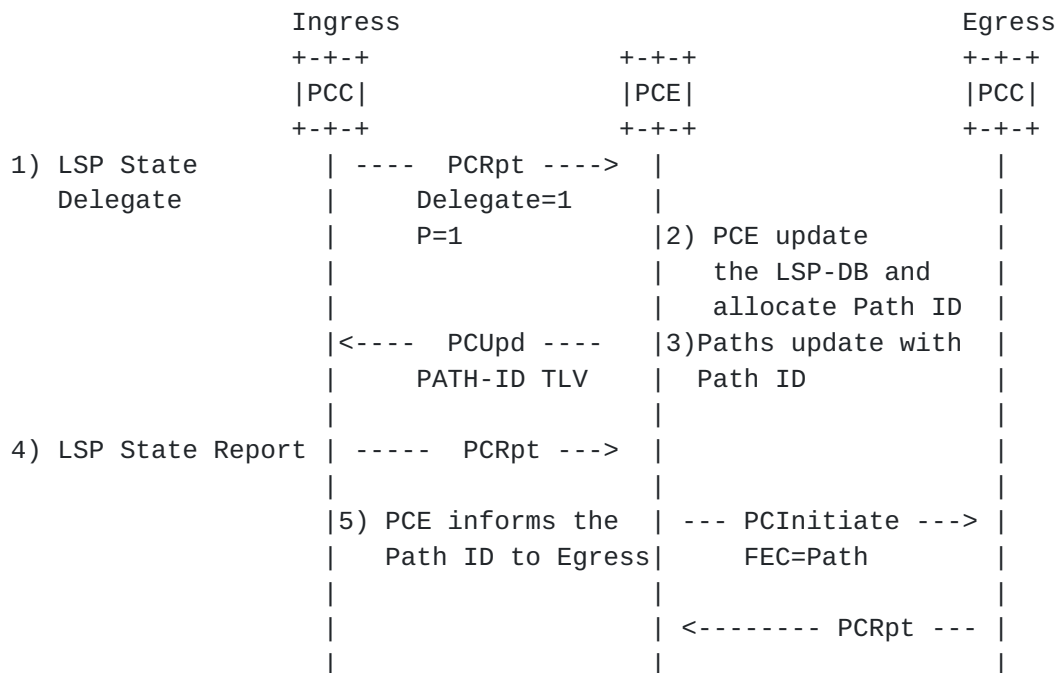 Ingress                                  Egress
                 +-+-+                 +-+-+              +-+-+
                 |PCC|                 |PCE|              |PCC|
                 +-+-+                 +-+-+              +-+-+
1) LSP State       | ----  PCRpt ---->  |                    |
   Delegate        |     Delegate=1     |                    |
                   |     P=1            |2) PCE update       |
                   |                    |   the LSP-DB and   |
                   |                    |   allocate Path ID |
                   |<----  PCUpd ----   |3)Paths update with |
                   |     PATH-ID TLV    |  Path ID           |
                   |                    |                    |
4) LSP State Report | -----  PCRpt --->  |                    |
                   |                    |                    |
                   |5) PCE informs the  | --- PCInitiate ---> |
                   |   Path ID to Egress|    FEC=Path        |
                   |                    |                    |
                   |                    | <-------- PCRpt --- |
                   |                    |                    |